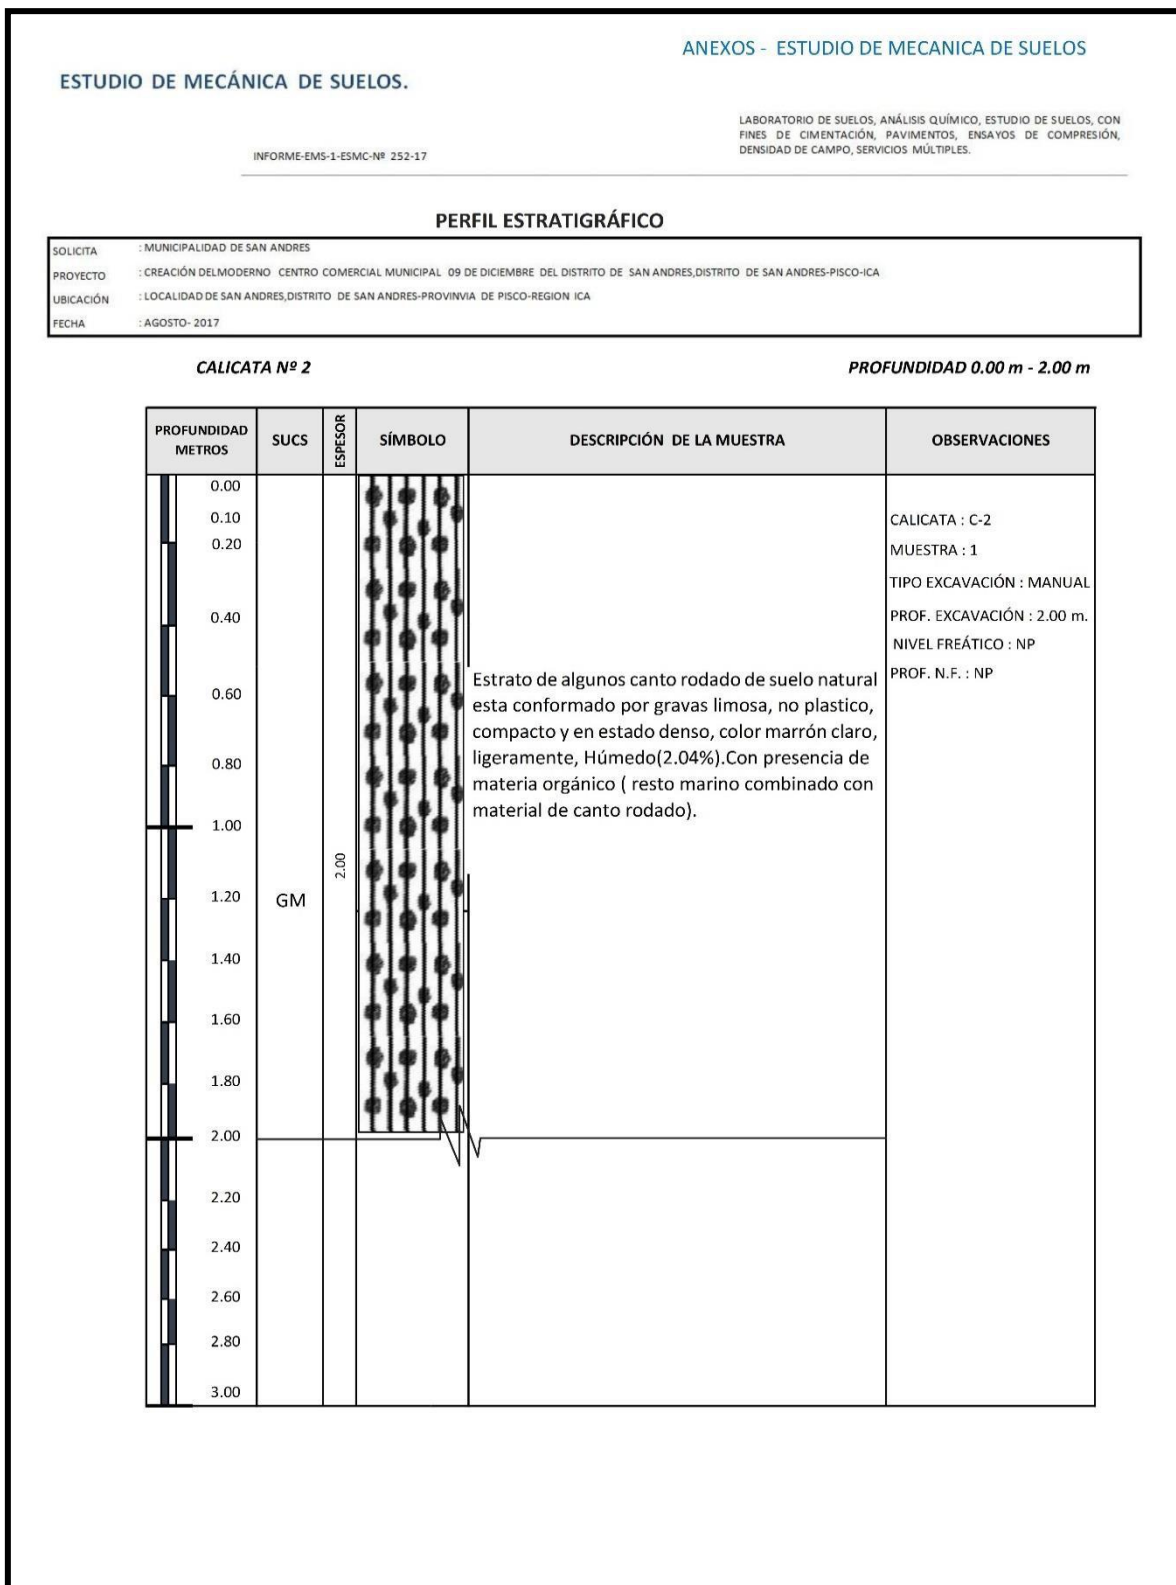 ANEXOS - ESTUDIO DE MECANICA DE SUELOS
ESTUDIO DE MECÁNICA DE SUELOS.
LABORATORIO DE SUELOS, ANÁLISIS QUÍMICO, ESTUDIO DE SUELOS, CON
FINES DE CIMENTACIÓN, PAVIMENTOS, ENSAYOS DE COMPRESIÓN,
DENSIDAD DE CAMPO, SERVICIOS MÚLTIPLES.
INFORME-EMS-1-ESMC-Nº 252-17
PERFIL ESTRATIGRÁFICO
SOLICITA : MUNICIPALIDAD DE SAN ANDRES
PROYECTO : CREACIÓN DELMODERNO CENTRO COMERCIAL MUNICIPAL 09 DE DICIEMBRE DEL DISTRITO DE SAN ANDRES,DISTRITO DE SAN ANDRES-PISCO-ICA
UBICACIÓN : LOCALIDAD DE SAN ANDRES,DISTRITO DE SAN ANDRES-PROVINVIA DE PISCO-REGION ICA
FECHA : AGOSTO- 2017
CALICATA Nº 2 PROFUNDIDAD 0.00 m - 2.00 m
PROFUNDIDAD
METROS
SUCS
ESPESOR
SÍMBOLO
DESCRIPCIÓN DE LA MUESTRA
OBSERVACIONES
0.00
0.10
0.20
0.40
0.60
0.80
1.00
1.20
1.40
1.60
1.80
2.00
2.20
2.40
2.60
2.80
3.00
GM
2.00
Estrato de algunos canto rodado de suelo natural
esta conformado por gravas limosa, no plastico,
compacto y en estado denso, color marrón claro,
ligeramente, Húmedo(2.04%).Con presencia de
materia orgánico ( resto marino combinado con
material de canto rodado).
CALICATA : C-2
MUESTRA : 1
TIPO EXCAVACIÓN : MANUAL
PROF. EXCAVACIÓN : 2.00 m.
NIVEL FREÁTICO : NP
PROF. N.F. : NP